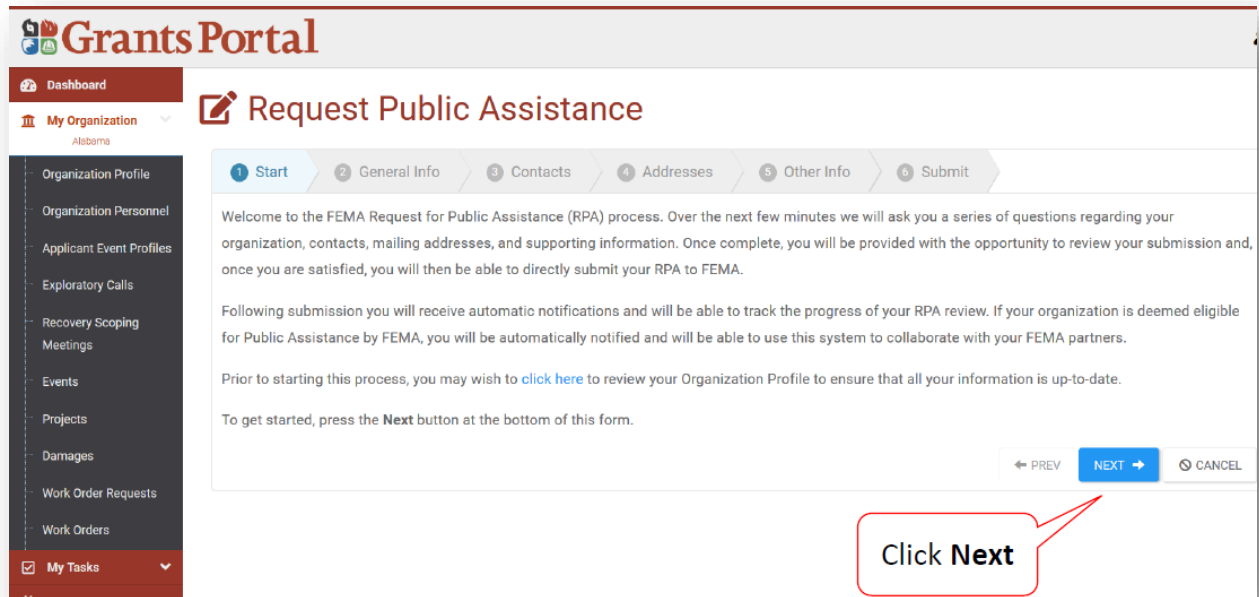 Grants Portal
Dashboard
My Organization
Alabama
Organization Profile
Organization Personnel
Applicant Event Profiles
Exploratory Calls
Recovery Scoping
Meetings
Events
Projects
Damages
Work Order Requests
Work Orders
My Tasks
Request Public Assistance
1 Start
2 General Info
3 Contacts
4 Addresses
5 Other Info
6 Submit
Welcome to the FEMA Request for Public Assistance (RPA) process. Over the next few minutes we will ask you a series of questions regarding your
organization, contacts, mailing addresses, and supporting information. Once complete, you will be provided with the opportunity to review your submission and,
once you are satisfied, you will then be able to directly submit your RPA to FEMA.
Following submission you will receive automatic notifications and will be able to track the progress of your RPA review. If your organization is deemed eligible
for Public Assistance by FEMA, you will be automatically notified and will be able to use this system to collaborate with your FEMA partners.
Prior to starting this process, you may wish to click here to review your Organization Profile to ensure that all your information is up-to-date.
To get started, press the Next button at the bottom of this form.
PREV
NEXT
CANCEL
Click Next